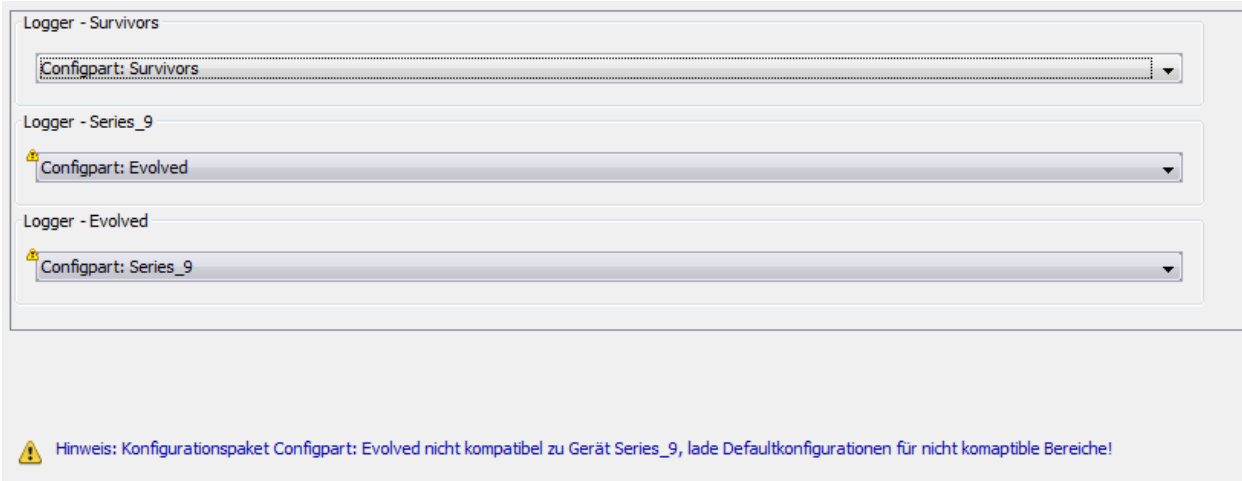 Logger - Survivors
Configpart: Survivors
Logger - Series_9
Configpart: Evolved
Logger - Evolved
Configpart: Series_9
Hinweis: Konfigurationspaket Configpart: Evolved nicht kompatibel zu Gerät Series_9, lade Defaultkonfigurationen für nicht komaptible Bereiche!